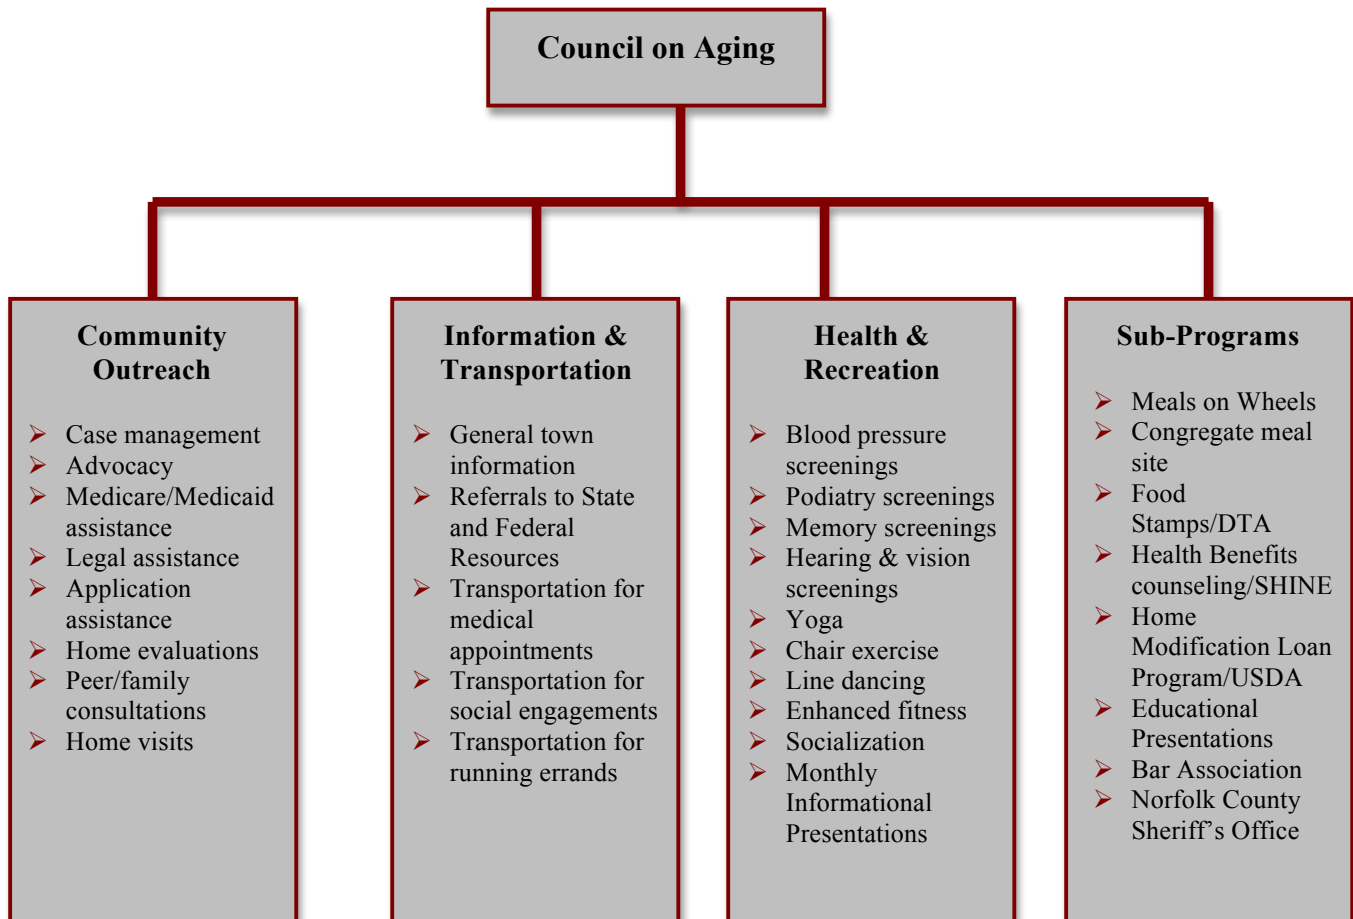 Council on Aging
Community
Outreach
➢ Case management
➢ Advocacy
➢ Medicare/Medicaid
assistance
➢ Legal assistance
➢ Application
assistance
➢ Home evaluations
➢ Peer/family
consultations
➢ Home visits
Information &
Transportation
➢ General town
information
➢ Referrals to State
and Federal
Resources
➢ Transportation for
medical
appointments
➢ Transportation for
social engagements
➢ Transportation for
running errands
Health &
Recreation
➢ Blood pressure
screenings
➢ Podiatry screenings
➢ Memory screenings
➢ Hearing & vision
screenings
➢ Yoga
➢ Chair exercise
➢ Line dancing
➢ Enhanced fitness
➢ Socialization
➢ Monthly
Informational
Presentations
Sub-Programs
➢ Meals on Wheels
➢ Congregate meal
site
➢ Food
Stamps/DTA
➢ Health Benefits
counseling/SHINE
➢ Home
Modification Loan
Program/USDA
➢ Educational
Presentations
➢ Bar Association
➢ Norfolk County
Sheriff’s Office